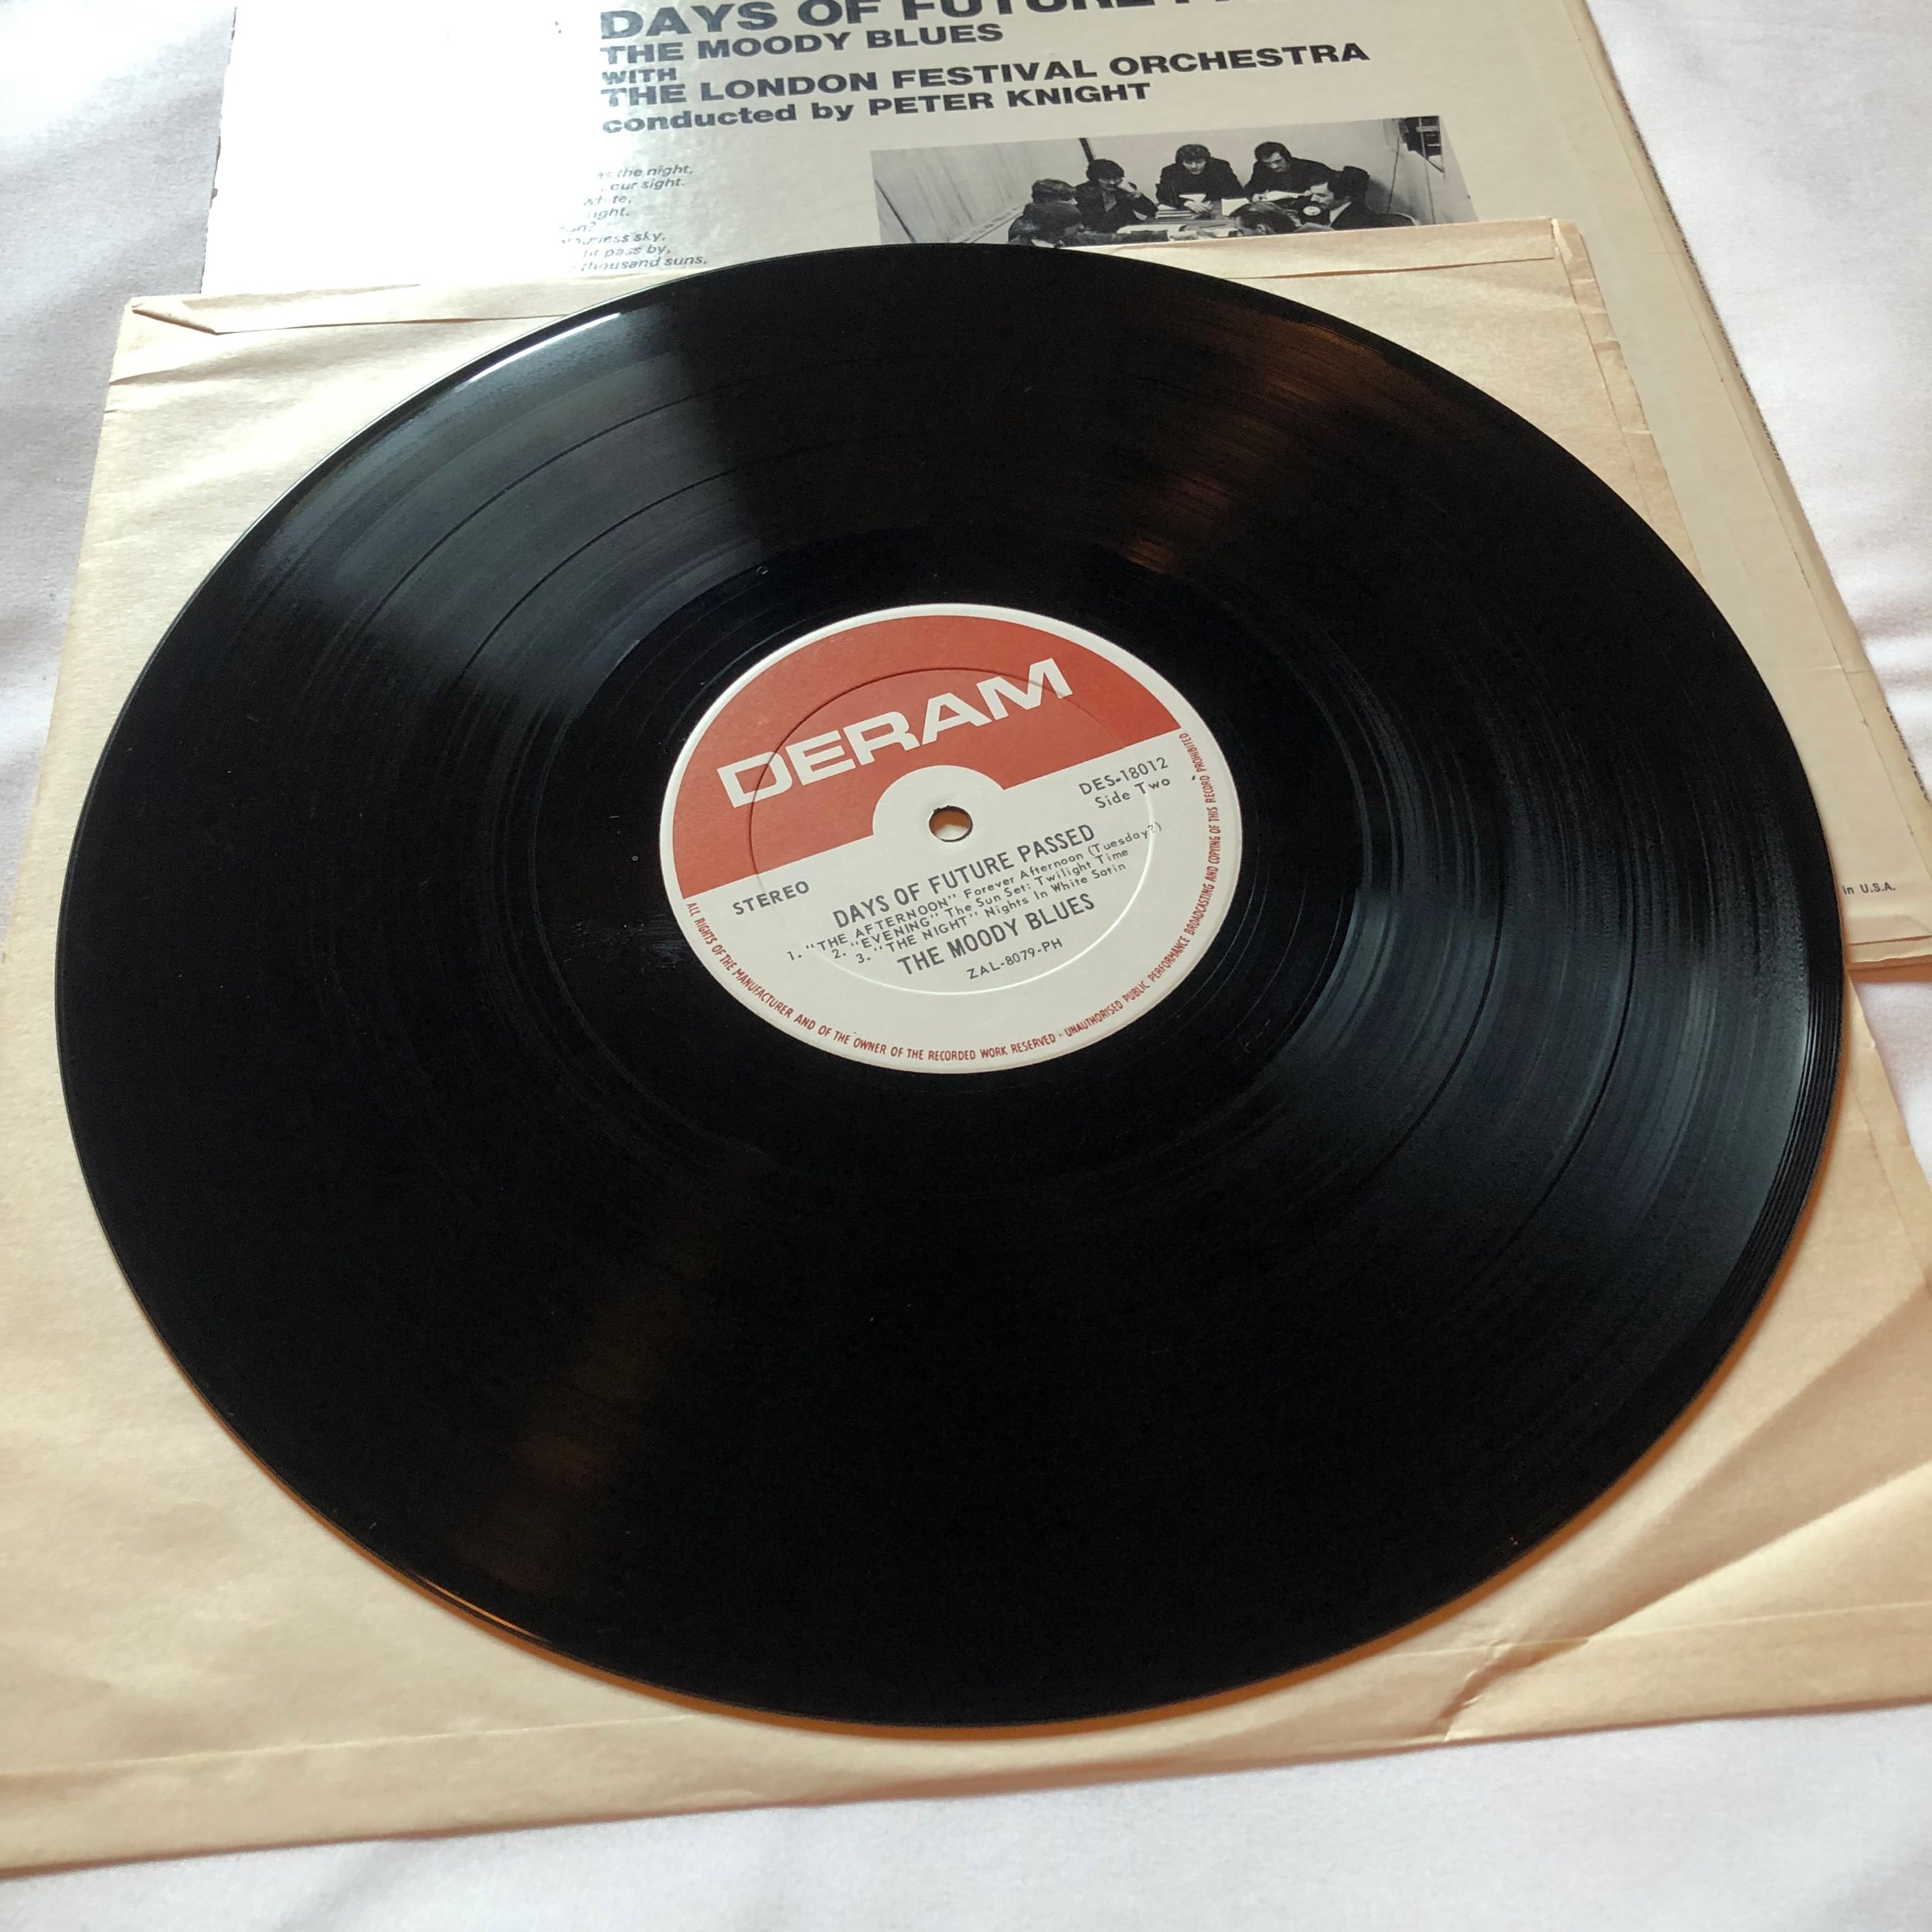 DAYS OF FUTURE
THE MOODY BLUES
WITH
THE LONDON FESTIVAL ORCHESTRA
conducted by PETER KNIGHT
the night,
our sight.
white,
sky,
pass by,
thousand suns,
in U.S.A.
DERAM
DES-18012
Side Two
STEREO
DAYS OF FUTURE PASSED
1. "THE AFTERNOON" Forever Afternoon (Tuesday?)
2. "EVENING" The Sun Set: Twilight Time
3. "THE NIGHT" Nights In White Satin
THE MOODY BLUES
ZAL-8079-PH
ALL RIGHTS OF THE MANUFACTURER AND OF THE OWNER OF THE RECORDED WORK RESERVED - UNAUTHORISED PUBLIC PERFORMANCE BROADCASTING AND COPYING OF THIS RECORD PROHIBITED